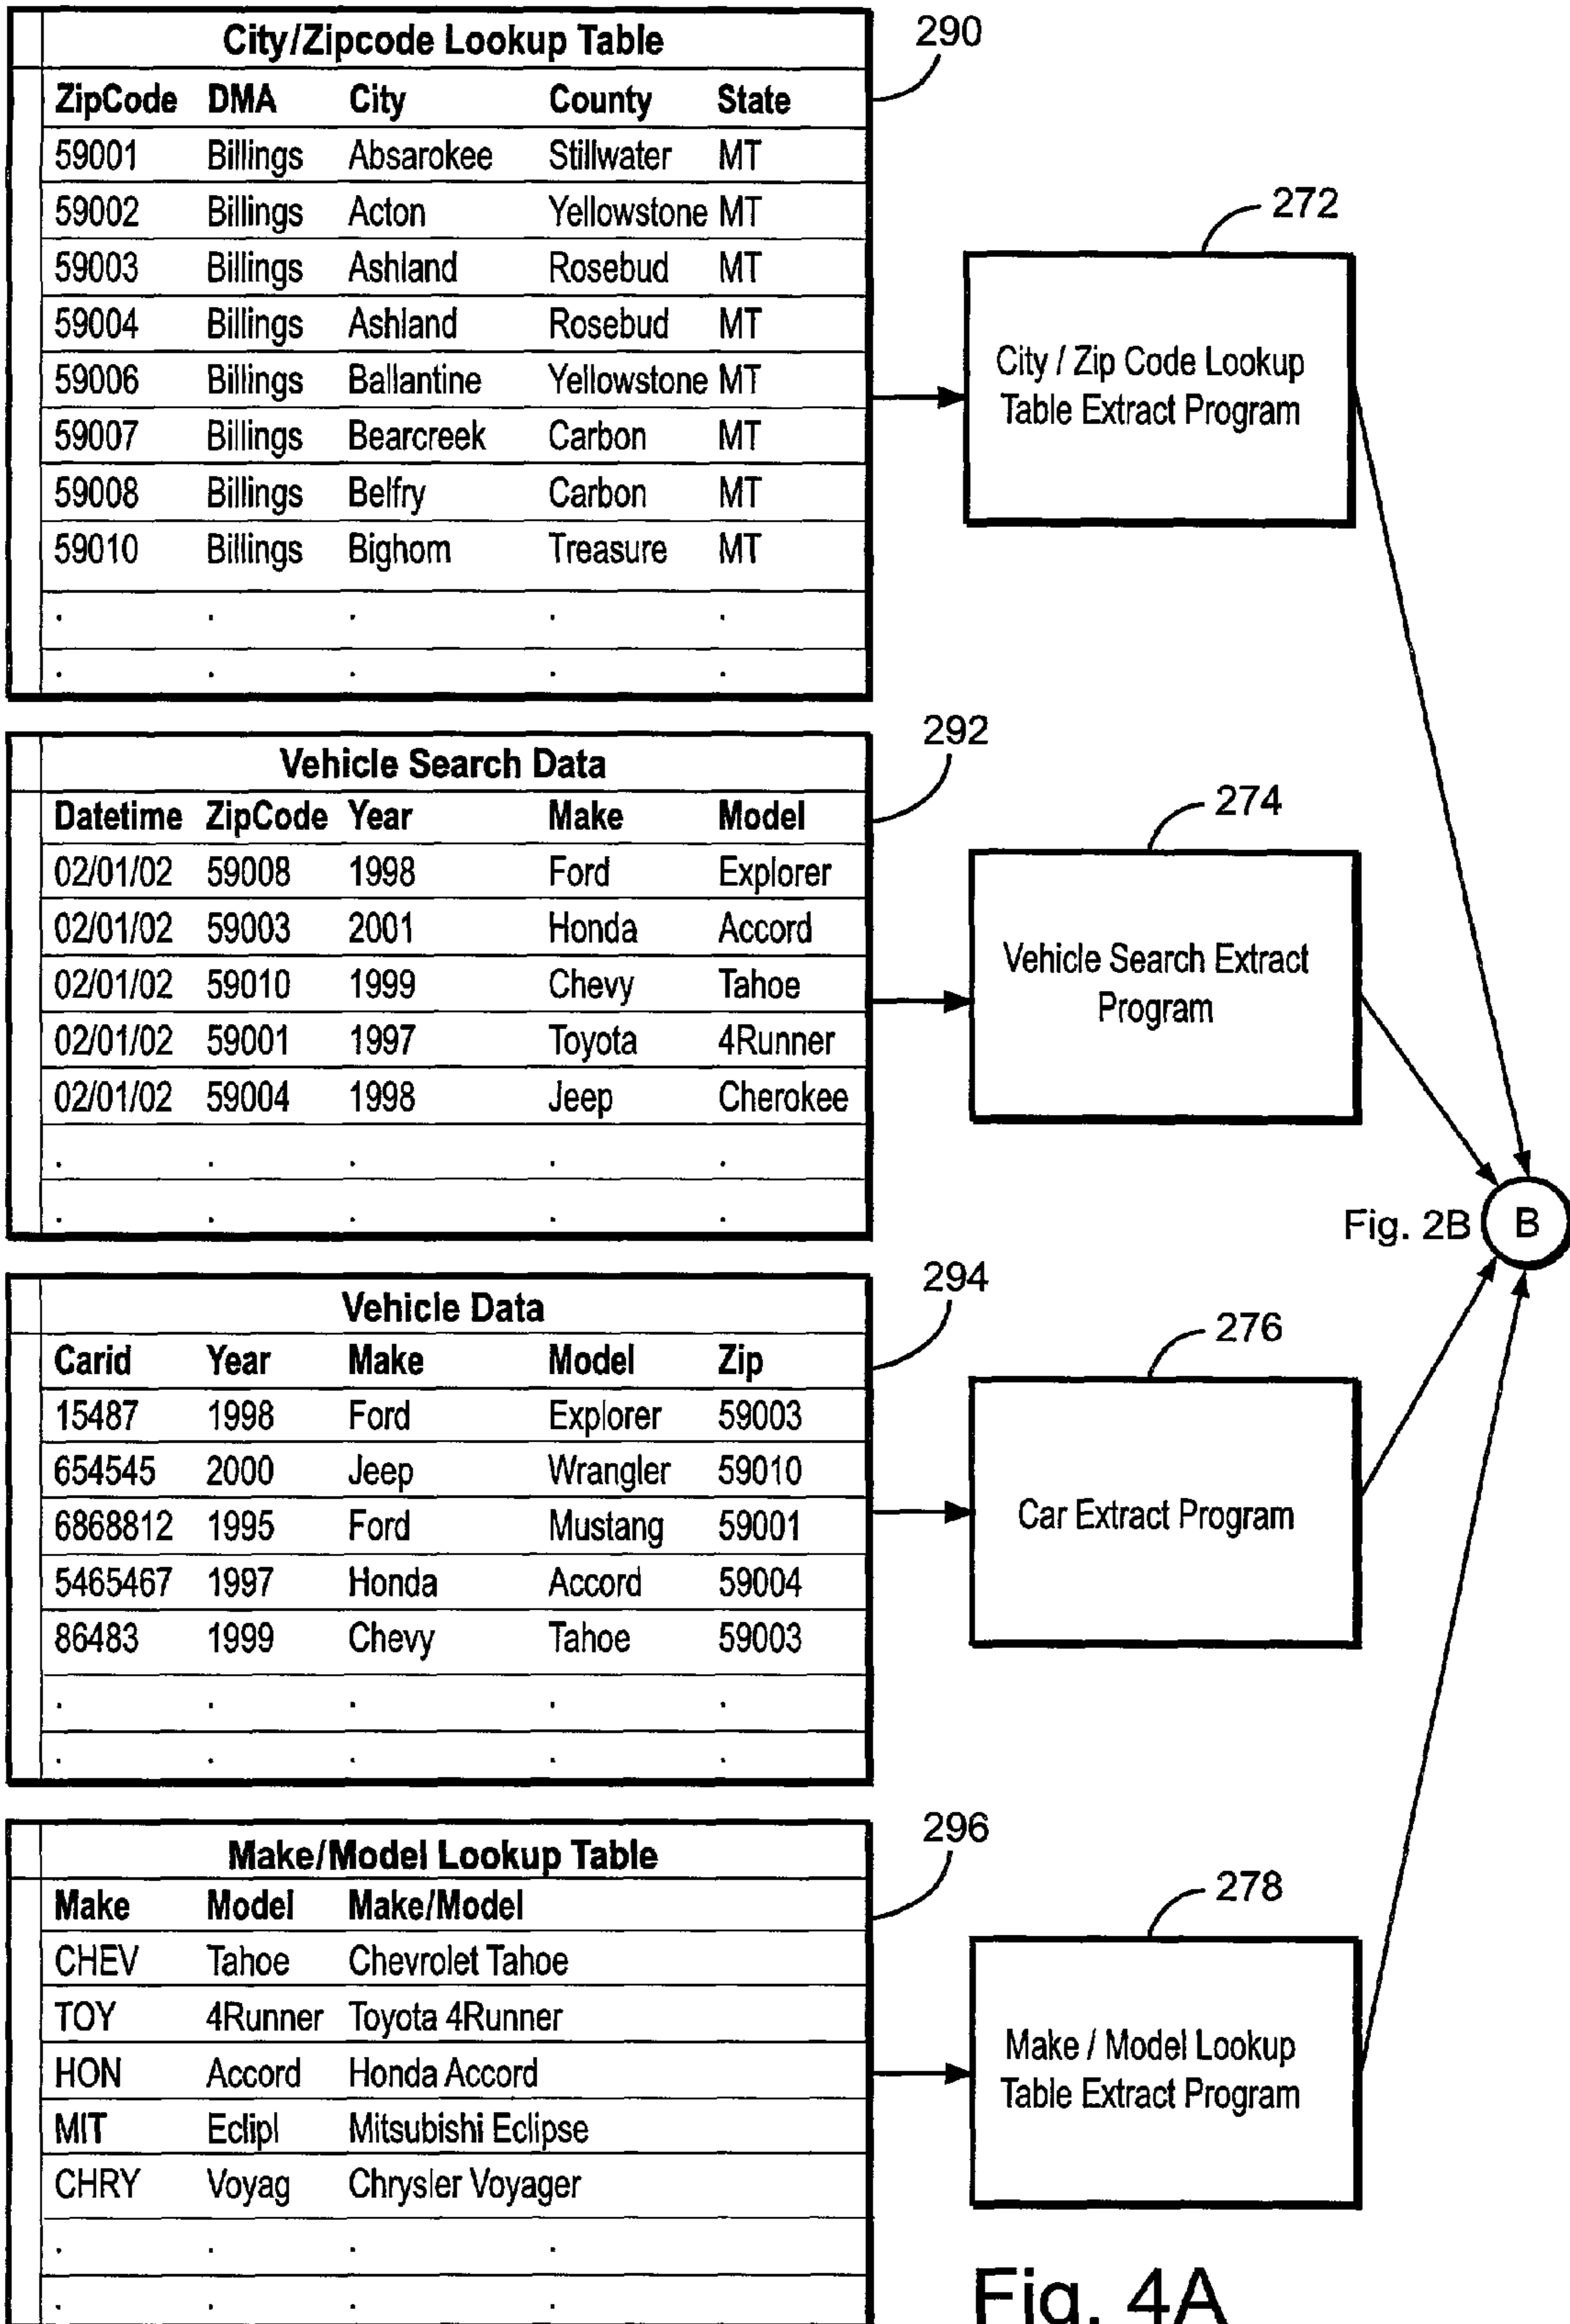 City/Zipcode Lookup Table
290
ZipCode DMA City County State
59001 Billings Absarokee Stillwater MT
59002 Billings Acton Yellowstone MT
59003 Billings Ashland Rosebud MT
59004 Billings Ashland Rosebud MT
59006 Billings Ballantine Yellowstone MT
59007 Billings Bearcreek Carbon MT
59008 Billings Belfry Carbon MT
59010 Billings Bighom Treasure MT
. . . . .
. . . . .
272
City / Zip Code Lookup
Table Extract Program
Vehicle Search Data
292
Datetime ZipCode Year Make Model
02/01/02 59008 1998 Ford Explorer
02/01/02 59003 2001 Honda Accord
02/01/02 59010 1999 Chevy Tahoe
02/01/02 59001 1997 Toyota 4Runner
02/01/02 59004 1998 Jeep Cherokee
. . . . .
. . . . .
274
Vehicle Search Extract
Program
Fig. 2B B
Vehicle Data
294
Carid Year Make Model Zip
15487 1998 Ford Explorer 59003
654545 2000 Jeep Wrangler 59010
6868812 1995 Ford Mustang 59001
5465467 1997 Honda Accord 59004
86483 1999 Chevy Tahoe 59003
. . . . .
. . . . .
276
Car Extract Program
Make/Model Lookup Table
296
Make Model Make/Model
CHEV Tahoe Chevrolet Tahoe
TOY 4Runner Toyota 4Runner
HON Accord Honda Accord
MIT Eclipl Mitsubishi Eclipse
CHRY Voyag Chrysler Voyager
. . . .
. . . .
278
Make / Model Lookup
Table Extract Program
Fig. 4A